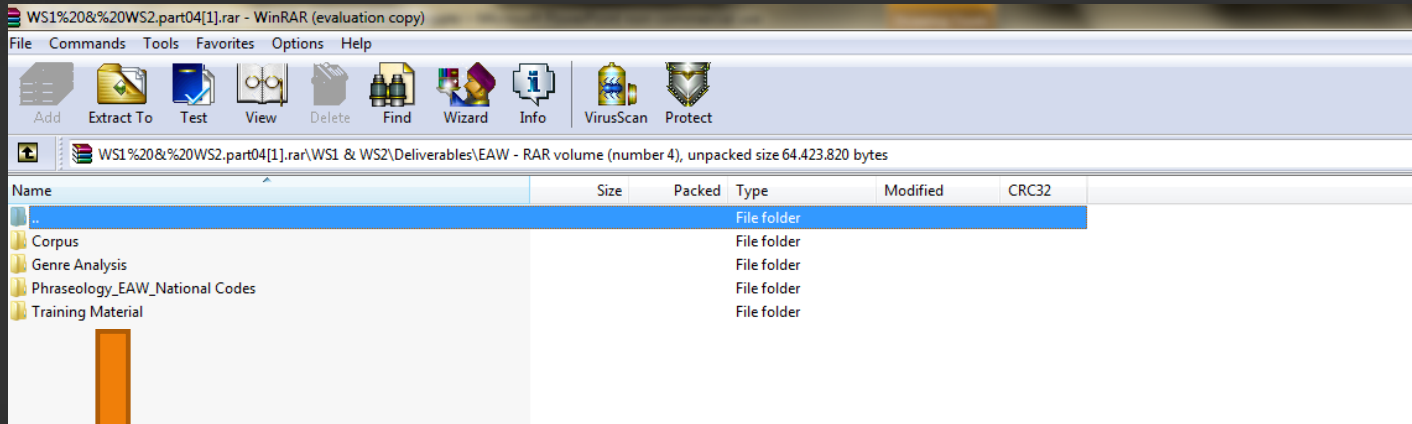 WS1%20&%20WS2.part04[1].rar - WinRAR (evaluation copy)
File Commands Tools Favorites Options Help
Add Extract To Test View Delete Find Wizard Info VirusScan Protect
WS1%20&%20WS2.part04[1].rar\WS1 & WS2\Deliverables\EAW - RAR volume (number 4), unpacked size 64.423.820 bytes
Name Size Packed Type Modified CRC32
.. File folder
Corpus File folder
Genre Analysis File folder
Phraseology_EAW_National Codes File folder
Training Material File folder